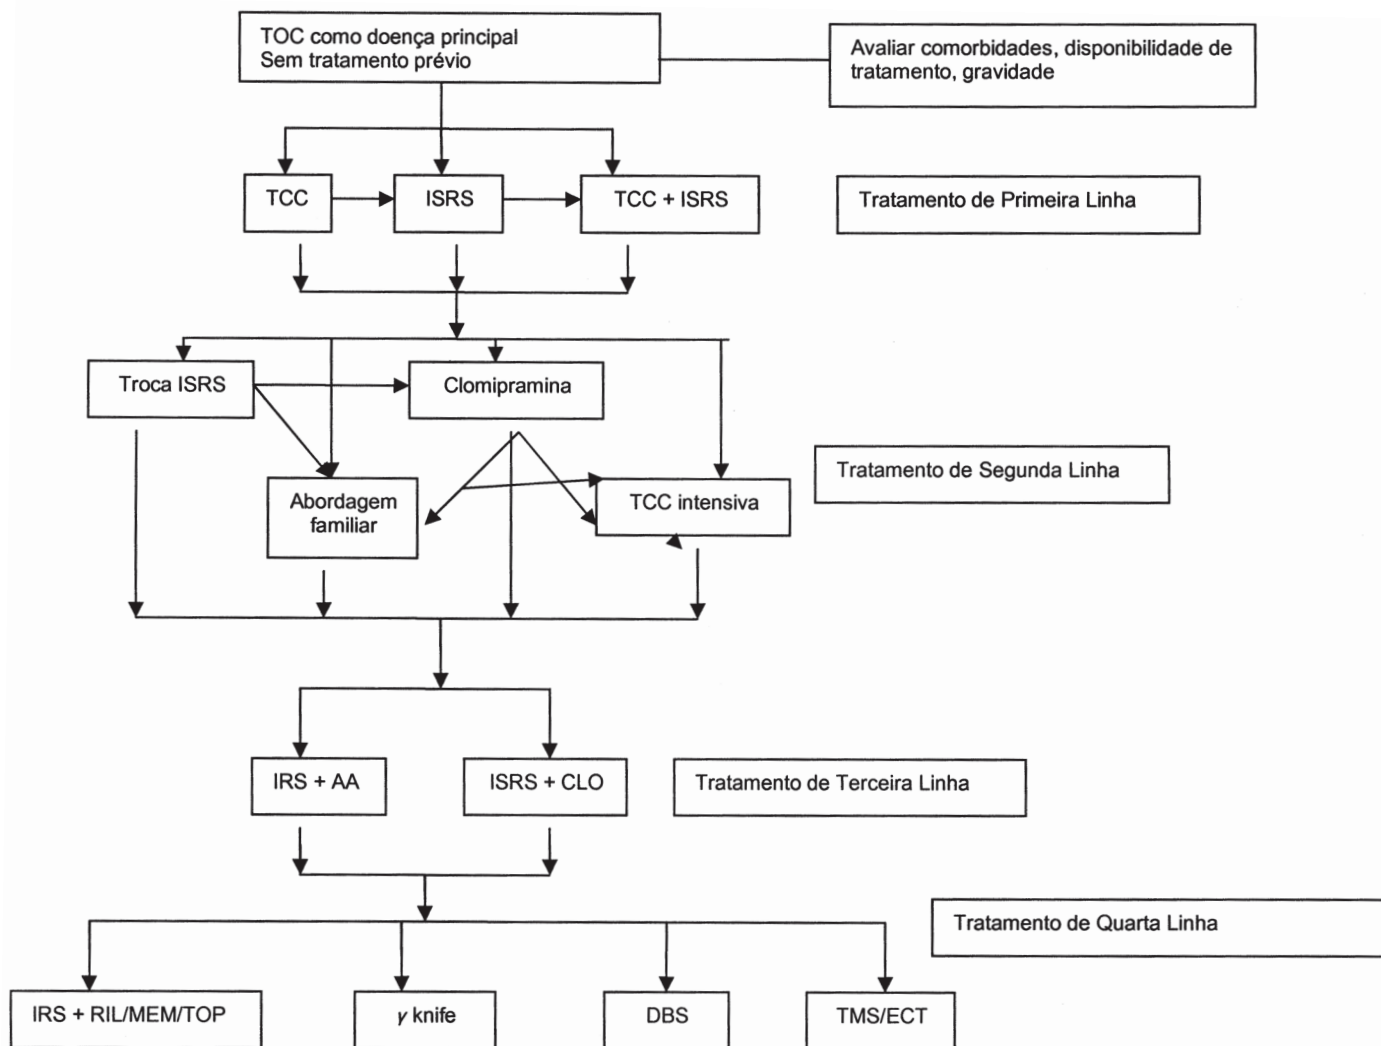 TOC como doença principal
Sem tratamento prévio
Avaliar comorbidades, disponibilidade de
tratamento, gravidade
TCC
ISRS
TCC + ISRS
Tratamento de Primeira Linha
Troca ISRS
Clomipramina
Tratamento de Segunda Linha
Abordagem
familiar
TCC intensiva
IRS + AA
ISRS + CLO
Tratamento de Terceira Linha
Tratamento de Quarta Linha
IRS + RIL/MEM/TOP
γ knife
DBS
TMS/ECT